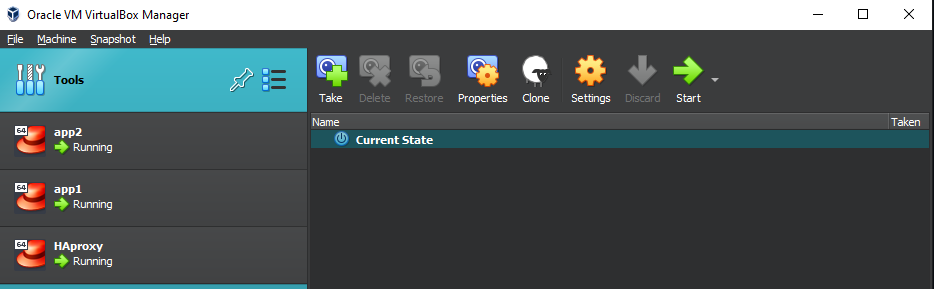 Oracle VM VirtualBox Manager
File Machine Snapshot Help
Tools
Take Delete Restore Properties Clone Settings Discard Start
Name Taken
Current State
64 app2
Running
64 app1
Running
64 HAproxy
Running